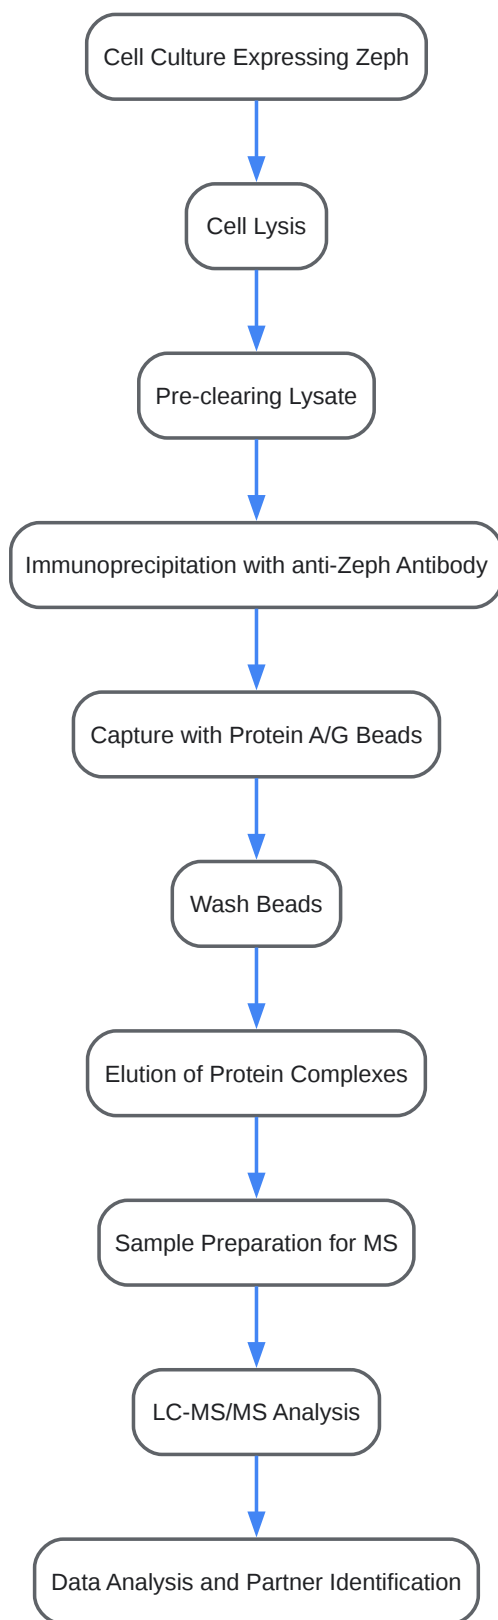 Cell Culture Expressing Zeph
Cell Lysis
Pre-clearing Lysate
Immunoprecipitation with anti-Zeph Antibody
Capture with Protein A/G Beads
Wash Beads
Elution of Protein Complexes
Sample Preparation for MS
LC-MS/MS Analysis
Data Analysis and Partner Identification